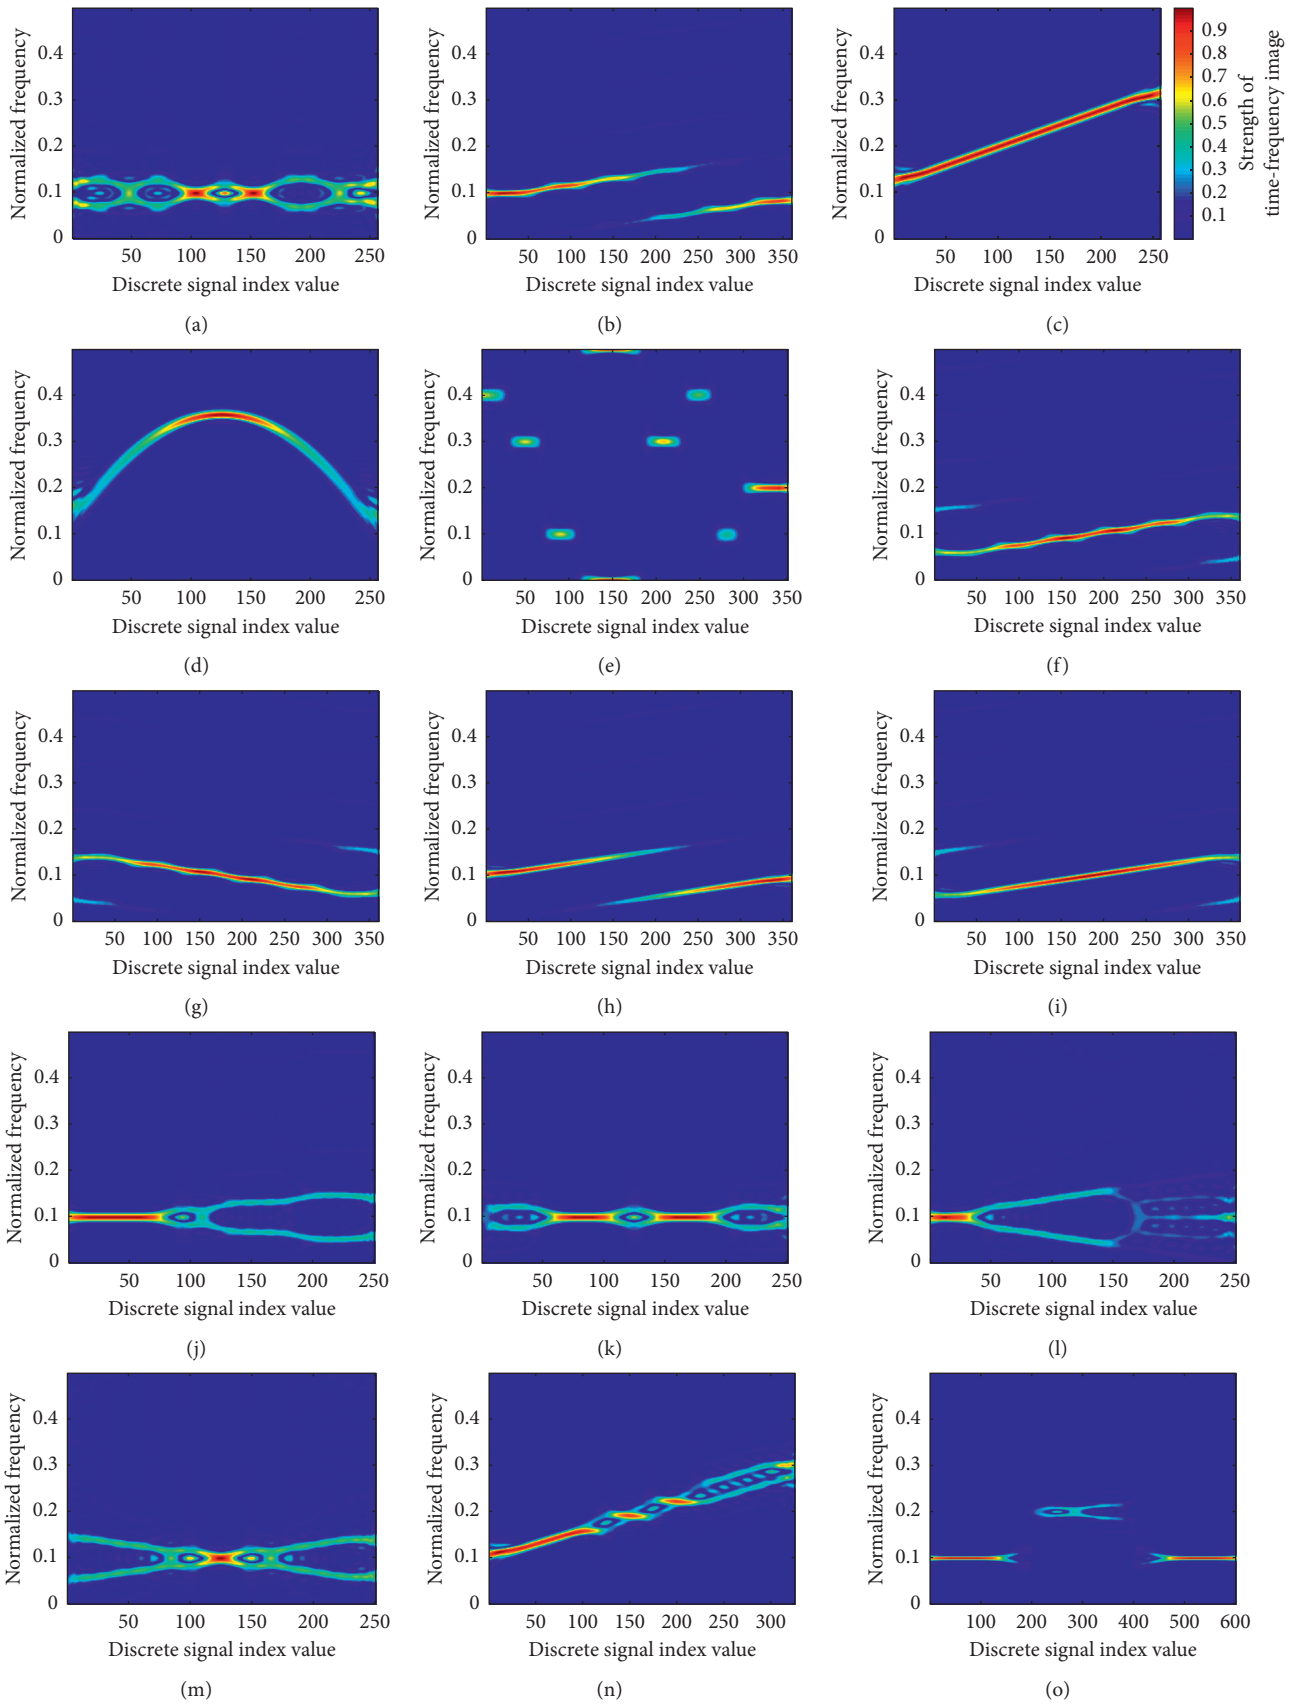 Normalized frequency
0.4
0.3
0.2
0.1
0
50 100 150 200 250
Discrete signal index value
(a)
Normalized frequency
0.4
0.3
0.2
0.1
0
50 100 150 200 250 300 350
Discrete signal index value
(b)
Normalized frequency
0.4
0.3
0.2
0.1
0
50 100 150 200 250
Discrete signal index value
(c)
0.9
0.8
0.7
0.6
0.5
0.4
0.3
0.2
0.1
Strength of
time-frequency image
Normalized frequency
0.4
0.3
0.2
0.1
0
50 100 150 200 250
Discrete signal index value
(d)
Normalized frequency
0.4
0.3
0.2
0.1
0
50 100 150 200 250 300 350
Discrete signal index value
(e)
Normalized frequency
0.4
0.3
0.2
0.1
0
50 100 150 200 250 300 350
Discrete signal index value
(f)
Normalized frequency
0.4
0.3
0.2
0.1
0
50 100 150 200 250 300 350
Discrete signal index value
(g)
Normalized frequency
0.4
0.3
0.2
0.1
0
50 100 150 200 250 300 350
Discrete signal index value
(h)
Normalized frequency
0.4
0.3
0.2
0.1
0
50 100 150 200 250 300 350
Discrete signal index value
(i)
Normalized frequency
0.4
0.3
0.2
0.1
0
50 100 150 200 250
Discrete signal index value
(j)
Normalized frequency
0.4
0.3
0.2
0.1
0
50 100 150 200 250
Discrete signal index value
(k)
Normalized frequency
0.4
0.3
0.2
0.1
0
50 100 150 200 250
Discrete signal index value
(l)
Normalized frequency
0.4
0.3
0.2
0.1
0
50 100 150 200 250
Discrete signal index value
(m)
Normalized frequency
0.4
0.3
0.2
0.1
0
50 100 150 200 250 300
Discrete signal index value
(n)
Normalized frequency
0.4
0.3
0.2
0.1
0
100 200 300 400 500 600
Discrete signal index value
(o)